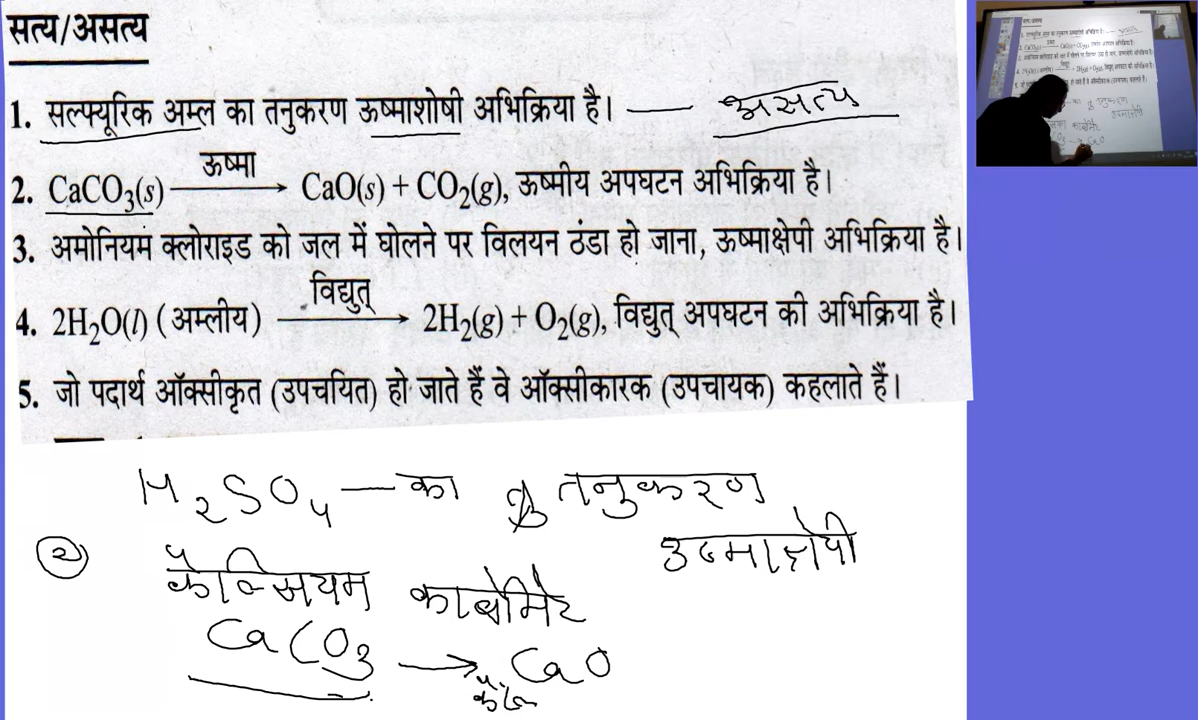 सत्य/असत्य
1. सल्फ्यूरिक अम्ल का तनुकरण ऊष्माशोषी अभिक्रिया है। — असत्य
2. CaCO₃(s) ऊष्मा → CaO(s) + CO₂(g), ऊष्मीय अपघटन अभिक्रिया है।
3. अमोनियम क्लोराइड को जल में घोलने पर विलयन ठंडा हो जाना, ऊष्माक्षेपी अभिक्रिया है।
4. 2H₂O(l) (अम्लीय) विद्युत् → 2H₂(g) + O₂(g), विद्युत् अपघटन की अभिक्रिया है।
5. जो पदार्थ ऑक्सीकृत (उपचयित) हो जाते हैं वे ऑक्सीकारक (उपचायक) कहलाते हैं।
H₂SO₄ — का तनुकरण
उष्माक्षेपी
② कैल्सियम कार्बोनेट
CaCO₃ → CaO